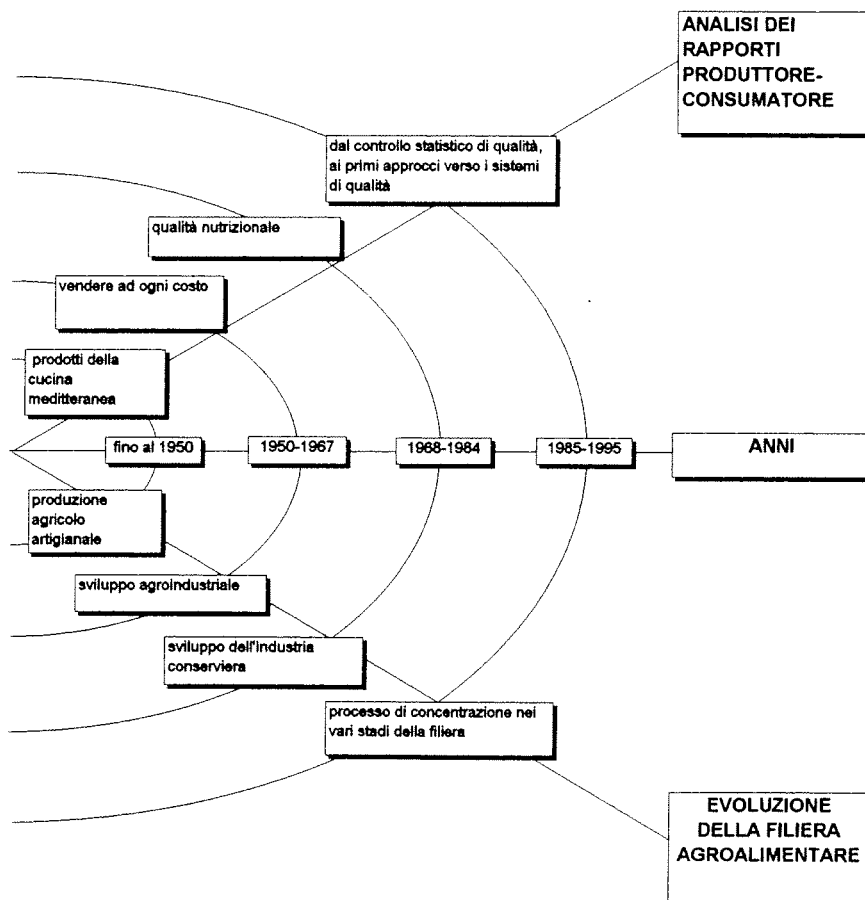 ANALISI DEI
RAPPORTI
PRODUTTORE-
CONSUMATORE
dal controllo statistico di qualità,
ai primi approcci verso i sistemi
di qualità
qualità nutrizionale
vendere ad ogni costo
prodotti della
cucina
meditteranea
fino al 1950
1950-1967
1968-1984
1985-1995
ANNI
produzione
agricolo
artigianale
sviluppo agroindustriale
sviluppo dell'industria
conserviera
processo di concentrazione nei
vari stadi della filiera
EVOLUZIONE
DELLA FILIERA
AGROALIMENTARE